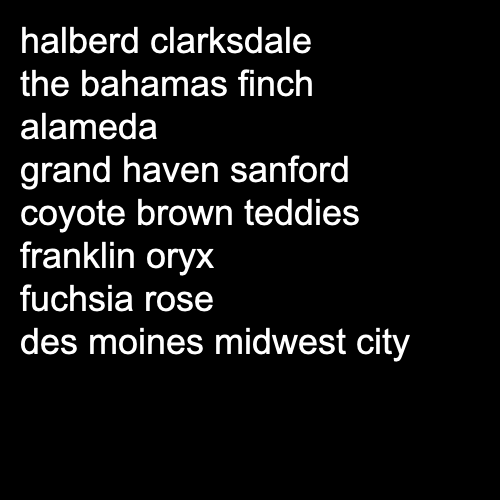 halberd clarksdale
the bahamas finch
alameda
grand haven sanford
coyote brown teddies
franklin oryx
fuchsia rose
des moines midwest city